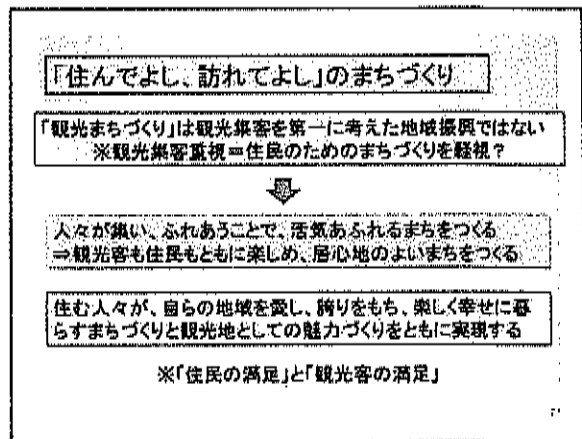 「住んでよし、訪れてよし」のまちづくり
「観光まちづくり」は観光集客を第一に考えた地域振興ではない
※観光集客重視＝住民のためのまちづくりを軽視？
人々が集い、ふれあうことで、活気あふれるまちをつくる
⇒観光客も住民もともに楽しめ、居心地のよいまちをつくる
住む人々が、自らの地域を愛し、誇りをもち、楽しく幸せに暮
らすまちづくりと観光地としての魅力づくりをともに実現する
※「住民の満足」と「観光客の満足」